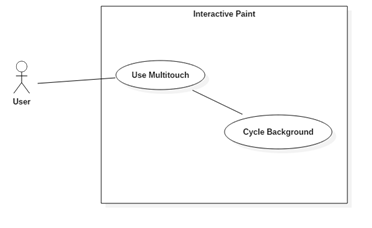 Interactive Paint
Use Multitouch
User
Cycle Background